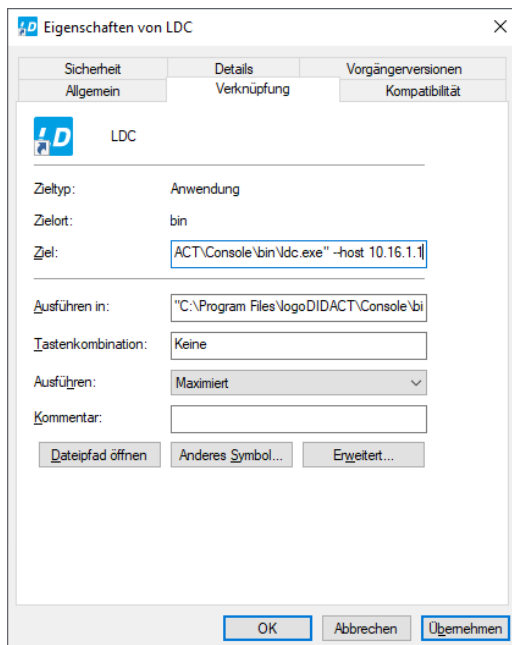 LD Eigenschaften von LDC
Sicherheit Details Vorgängerversionen
Allgemein Verknüpfung Kompatibilität
LD LDC
Zieltyp: Anwendung
Zielort: bin
Ziel: ACT\Console\bin\ldc.exe" --host 10.16.1.1
Ausführen in: "C:\Program Files\logoDIDACT\Console\bi
Tastenkombination: Keine
Ausführen: Maximiert
Kommentar:
Dateipfad öffnen Anderes Symbol... Erweitert...
OK Abbrechen Übernehmen